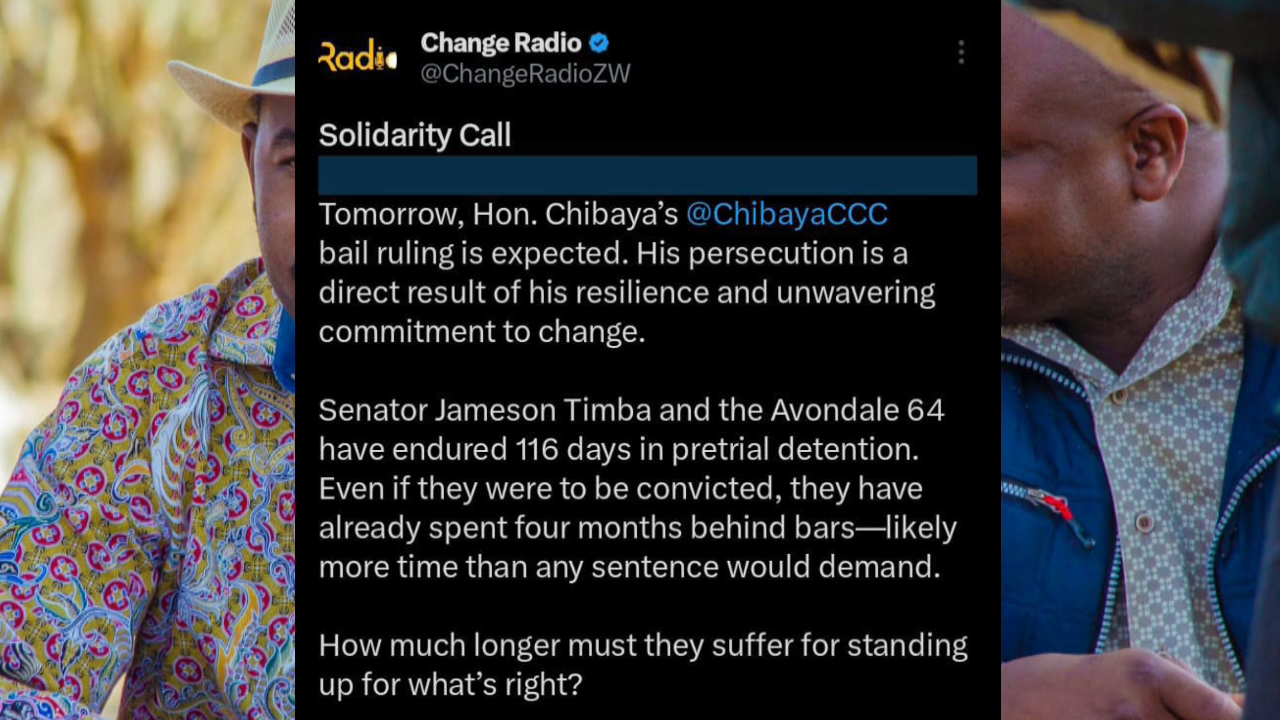 Radio
Change Radio
@ChangeRadioZW
Solidarity Call
Tomorrow, Hon. Chibaya’s @ChibayaCCC
bail ruling is expected. His persecution is a
direct result of his resilience and unwavering
commitment to change.
Senator Jameson Timba and the Avondale 64
have endured 116 days in pretrial detention.
Even if they were to be convicted, they have
already spent four months behind bars—likely
more time than any sentence would demand.
How much longer must they suffer for standing
up for what’s right?